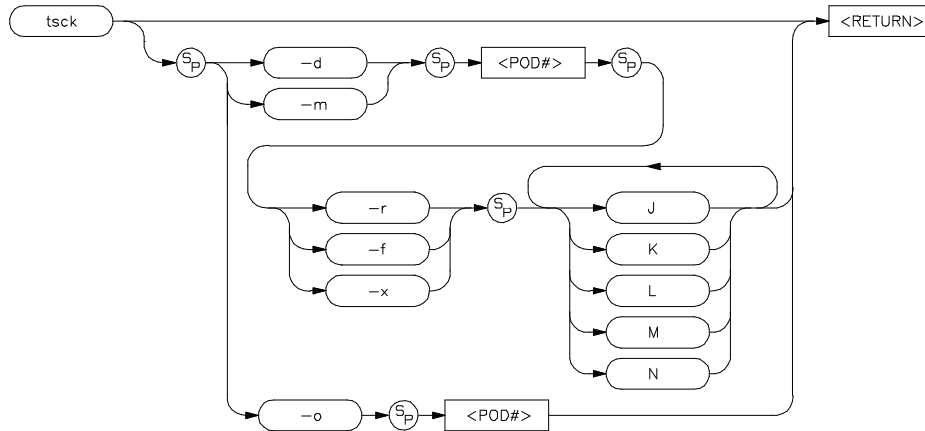 tsck <RETURN>
SP -d SP <POD#> SP
-m
-r SP J
-f K
-x L
M
N
-o SP <POD#>